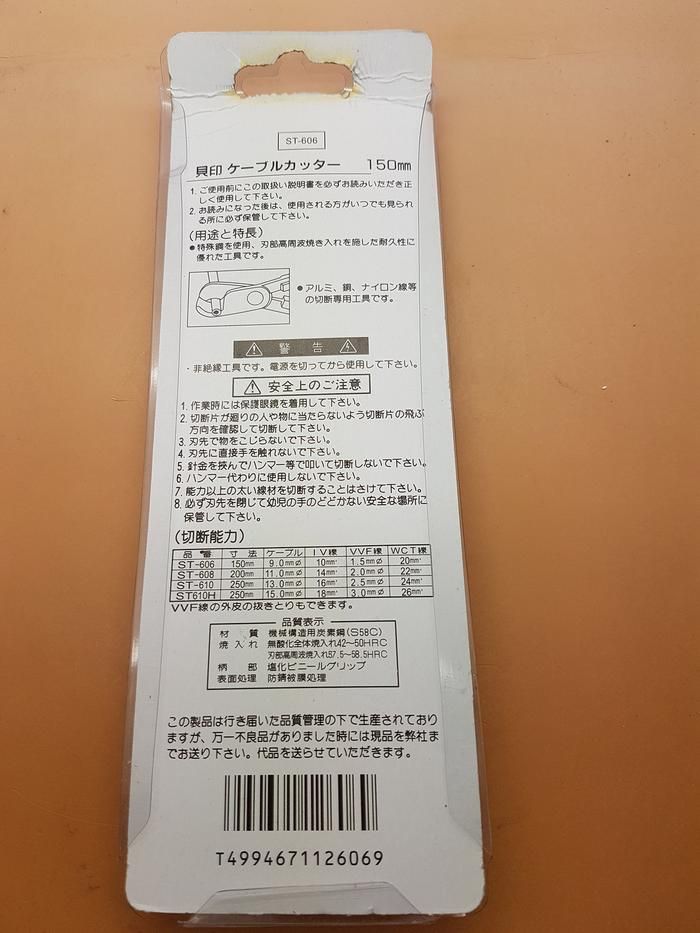 ST-606
貝印 ケーブルカッター 150mm
1. ご使用前にこの取扱い説明書を必ずお読みいただき正
しく使用して下さい。
2. お読みになった後は、使用される方がいつでも見られ
る所に必ず保管して下さい。
(用途と特長)
●特殊鋼を使用、刃部高周波焼き入れを施した耐久性に
優れた工具です。
●アルミ、銅、ナイロン線等
の切断専用工具です。
警告
・非絶縁工具です。電源を切ってから使用して下さい。
安全上のご注意
1. 作業時には保護眼鏡を着用して下さい。
2. 切断片が廻りの人や物に当たらないよう切断片の飛ぶ
方向を確認して切断して下さい。
3. 刃先で物をこじらないで下さい。
4. 刃先に直接手を触れないで下さい。
5. 針金を挟んでハンマー等で叩いて切断しないで下さい。
6. ハンマー代わりに使用しないで下さい。
7. 能力以上の太い線材を切断することはさけて下さい。
8. 必ず刃先を閉じて幼児の手のとどかない安全な場所に
保管して下さい。
(切断能力)
品番 寸法 ケーブル IV線 VVF線 WCT線
ST-606 150mm 9.0mmø 10mm² 1.5mmø 20mm²
ST-608 200mm 11.0mmø 14mm² 2.0mmø 22mm²
ST-610 250mm 13.0mmø 16mm² 2.5mmø 24mm²
ST610H 250mm 15.0mmø 18mm² 3.0mmø 26mm²
VVF線の外皮の抜きとりもできます。
品質表示
材質 機械構造用炭素鋼(S58C)
焼入れ 無酸化全体焼入れ42〜50HRC
刃部高周波焼入れ57.5〜58.5HRC
柄部 塩化ビニールグリップ
表面処理 防錆被膜処理
この製品は行き届いた品質管理の下で生産されており
ますが、万一不良品がありました時には現品を弊社ま
でお送り下さい。代品を送らせていただきます。
T4994671126069